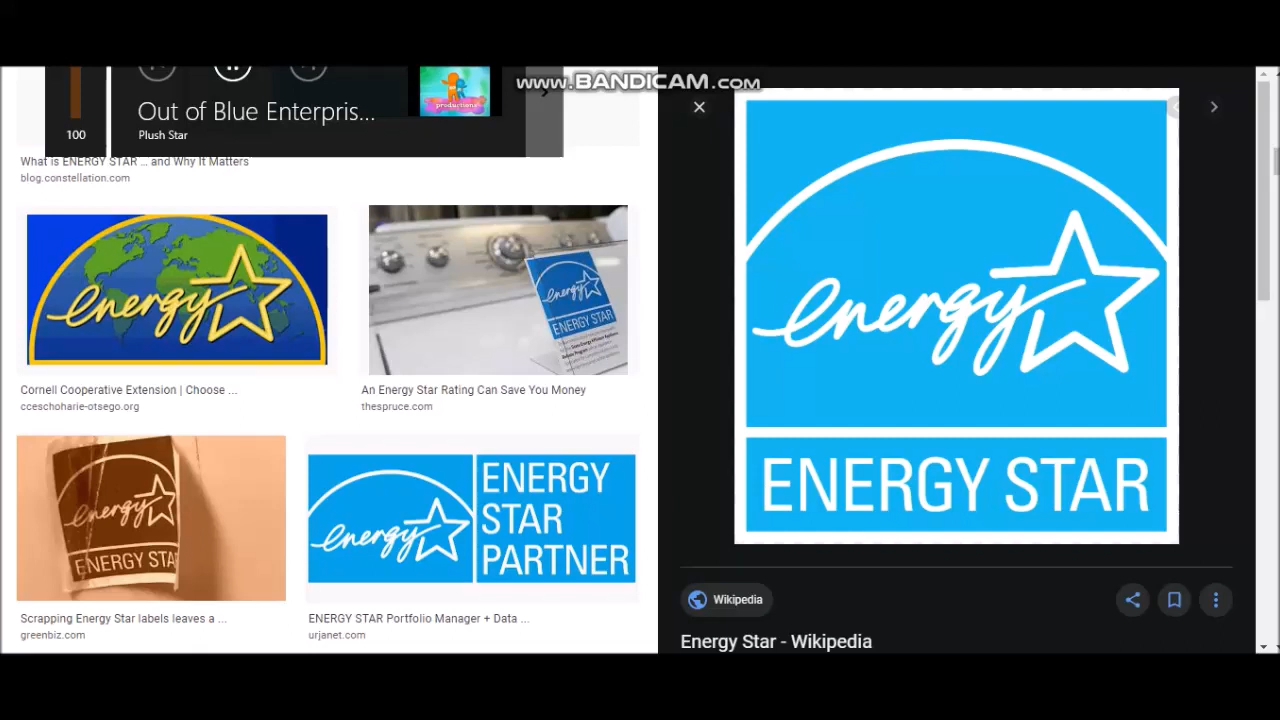 www.BANDICAM.com
Out of Blue Enterpris...
Plush Star
100
productions
What is ENERGY STAR ... and Why It Matters
blog.constellation.com
energy
Cornell Cooperative Extension | Choose ...
cceschoharie-otsego.org
energy
ENERGY STAR
An Energy Star Rating Can Save You Money
thespruce.com
energy
ENERGY STA
Scrapping Energy Star labels leaves a ...
greenbiz.com
energy
ENERGY
STAR
PARTNER
ENERGY STAR Portfolio Manager + Data ...
urjanet.com
energy
ENERGY STAR
Wikipedia
Energy Star - Wikipedia